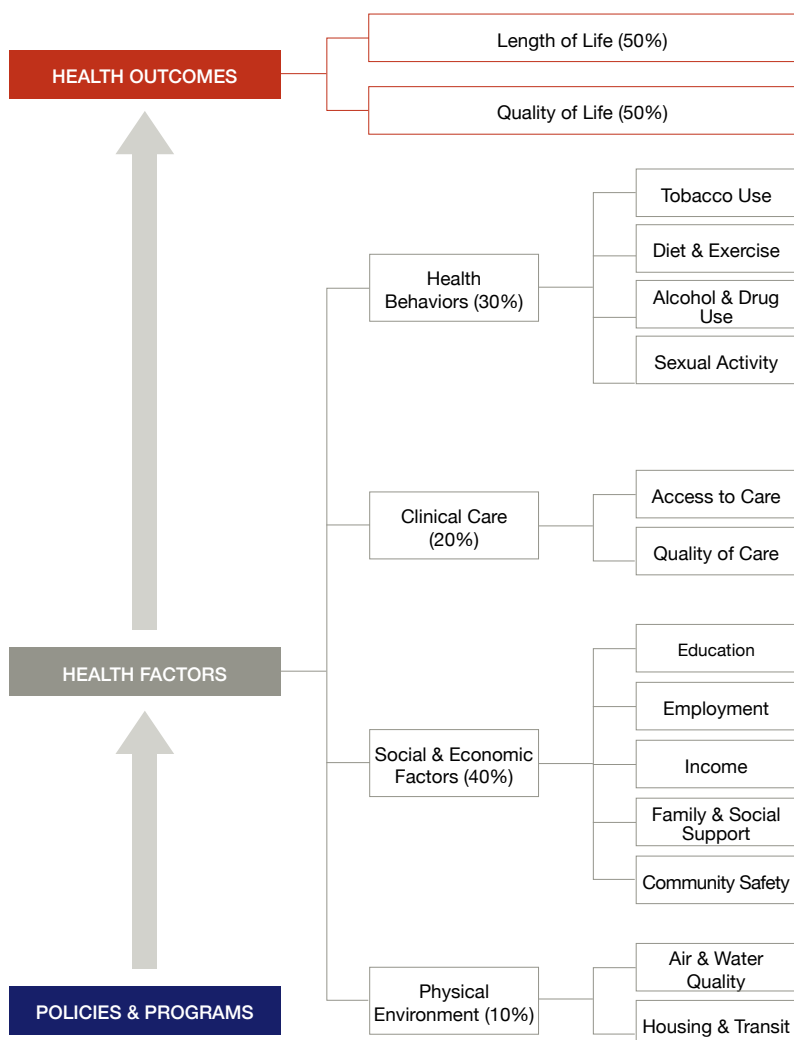 Length of Life (50%)
HEALTH OUTCOMES
Quality of Life (50%)
Tobacco Use
Diet & Exercise
Health
Behaviors (30%)
Alcohol & Drug
Use
Sexual Activity
Access to Care
Clinical Care
(20%)
Quality of Care
Education
HEALTH FACTORS
Employment
Social & Economic
Factors (40%)
Income
Family & Social
Support
Community Safety
Air & Water
Quality
Physical
Environment (10%)
POLICIES & PROGRAMS
Housing & Transit